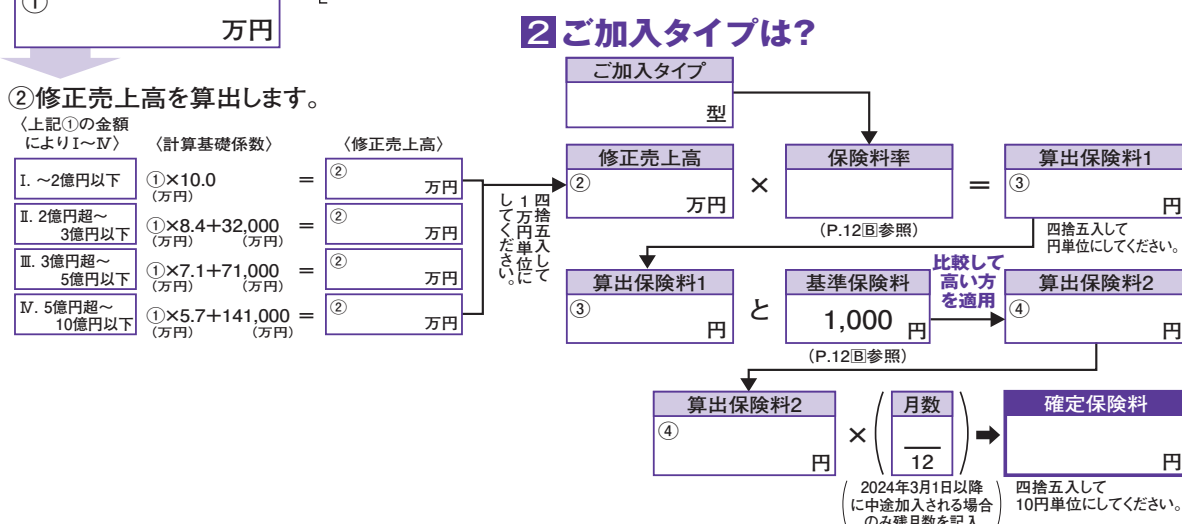 ①
万円
②修正売上高を算出します。
〈上記①の金額
によりⅠ〜Ⅳ〉
〈計算基礎係数〉
〈修正売上高〉
Ⅰ. 〜2億円以下
①×10.0
(万円)
=
②
万円
Ⅱ. 2億円超〜
3億円以下
①×8.4+32,000
(万円) (万円)
=
②
万円
Ⅲ. 3億円超〜
5億円以下
①×7.1+71,000
(万円) (万円)
=
②
万円
Ⅳ. 5億円超〜
10億円以下
①×5.7+141,000
(万円) (万円)
=
②
万円
四捨五入して
1万円単位に
してください。
2 ご加入タイプは?
ご加入タイプ
型
修正売上高
②
万円
×
保険料率
(P.12Ⓑ参照)
=
算出保険料1
③
円
四捨五入して
円単位にしてください。
算出保険料1
③
円
と
基準保険料
1,000 円
(P.12Ⓑ参照)
比較して
高い方
を適用
算出保険料2
④
円
算出保険料2
④
円
×
月数
12
2024年3月1日以降
に中途加入される場合
のみ残月数を記入
確定保険料
円
四捨五入して
10円単位にしてください。